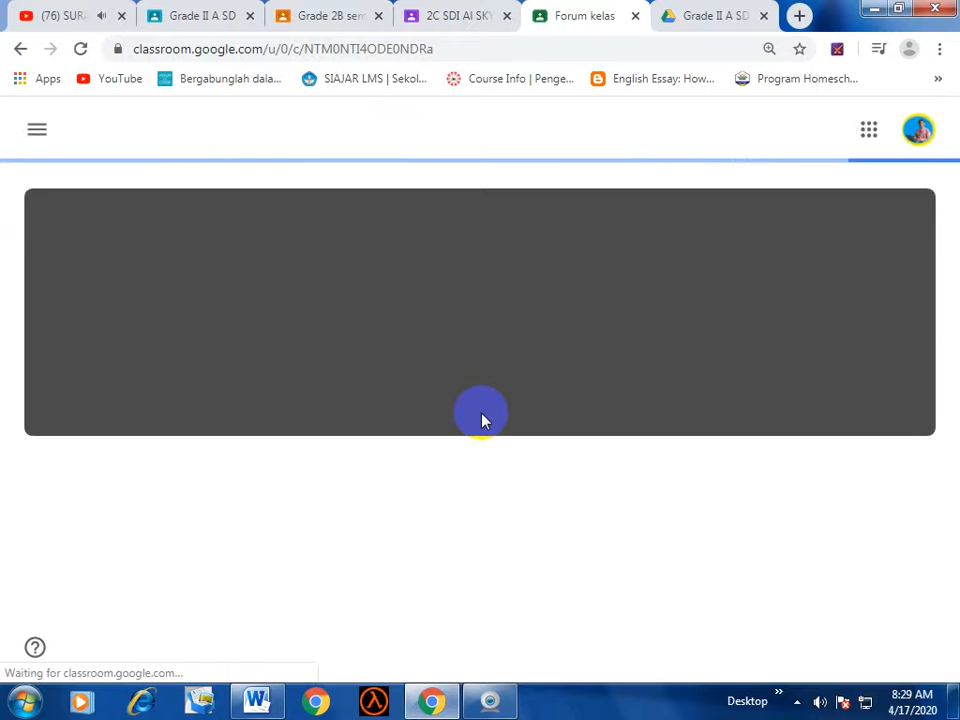 (76) SURA
Grade II A SD
Grade 2B sem
2C SDI Al SKY
Forum kelas
Grade II A SD
classroom.google.com/u/0/c/NTM0NTI4ODE0NDRa
Apps
YouTube
Bergabunglah dala...
SIAJAR LMS | Sekol...
Course Info | Penge...
English Essay: How...
Program Homesch...
»
Waiting for classroom.google.com...
Desktop
»
8:29 AM
4/17/2020